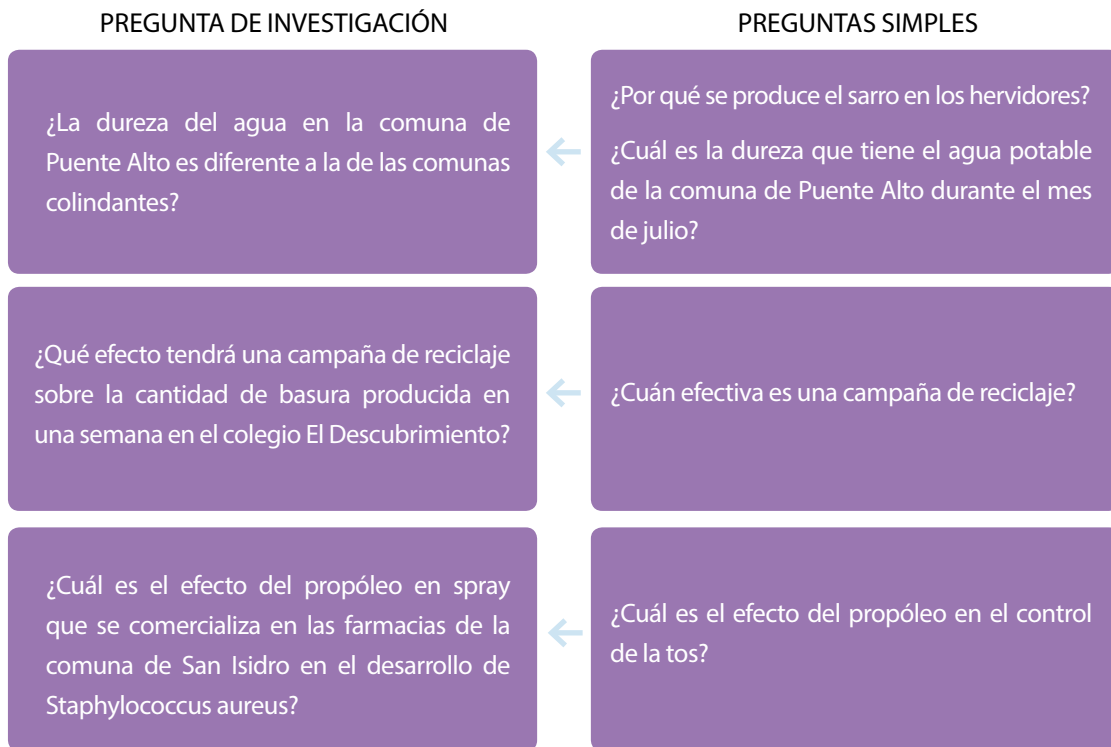 PREGUNTA DE INVESTIGACIÓN
PREGUNTAS SIMPLES
¿La dureza del agua en la comuna de
Puente Alto es diferente a la de las comunas
colindantes?
¿Por qué se produce el sarro en los hervidores?
¿Cuál es la dureza que tiene el agua potable
de la comuna de Puente Alto durante el mes
de julio?
¿Qué efecto tendrá una campaña de reciclaje
sobre la cantidad de basura producida en
una semana en el colegio El Descubrimiento?
¿Cuán efectiva es una campaña de reciclaje?
¿Cuál es el efecto del propóleo en spray
que se comercializa en las farmacias de la
comuna de San Isidro en el desarrollo de
Staphylococcus aureus?
¿Cuál es el efecto del propóleo en el control
de la tos?